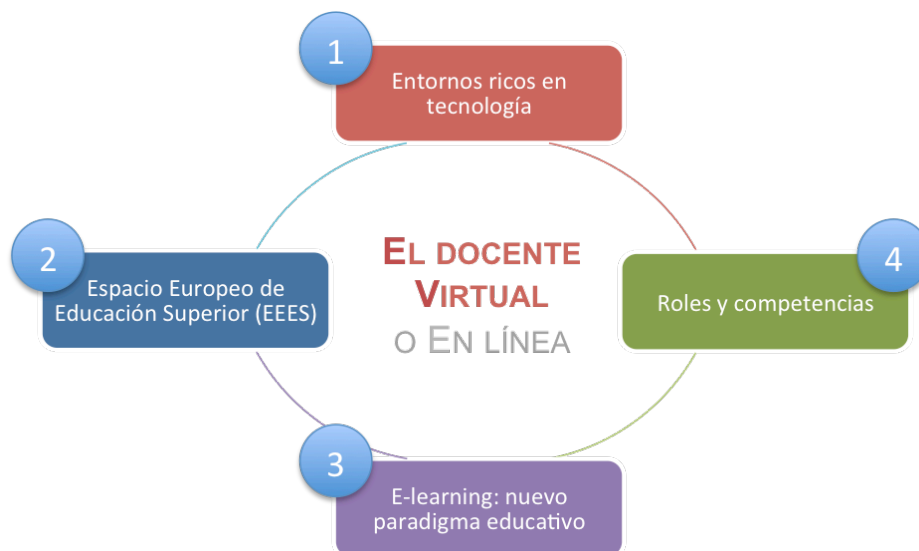 1
Entornos ricos en
tecnología
2
Espacio Europeo de
Educación Superior (EEES)
EL DOCENTE
VIRTUAL
O EN LÍNEA
4
Roles y competencias
3
E-learning: nuevo
paradigma educativo